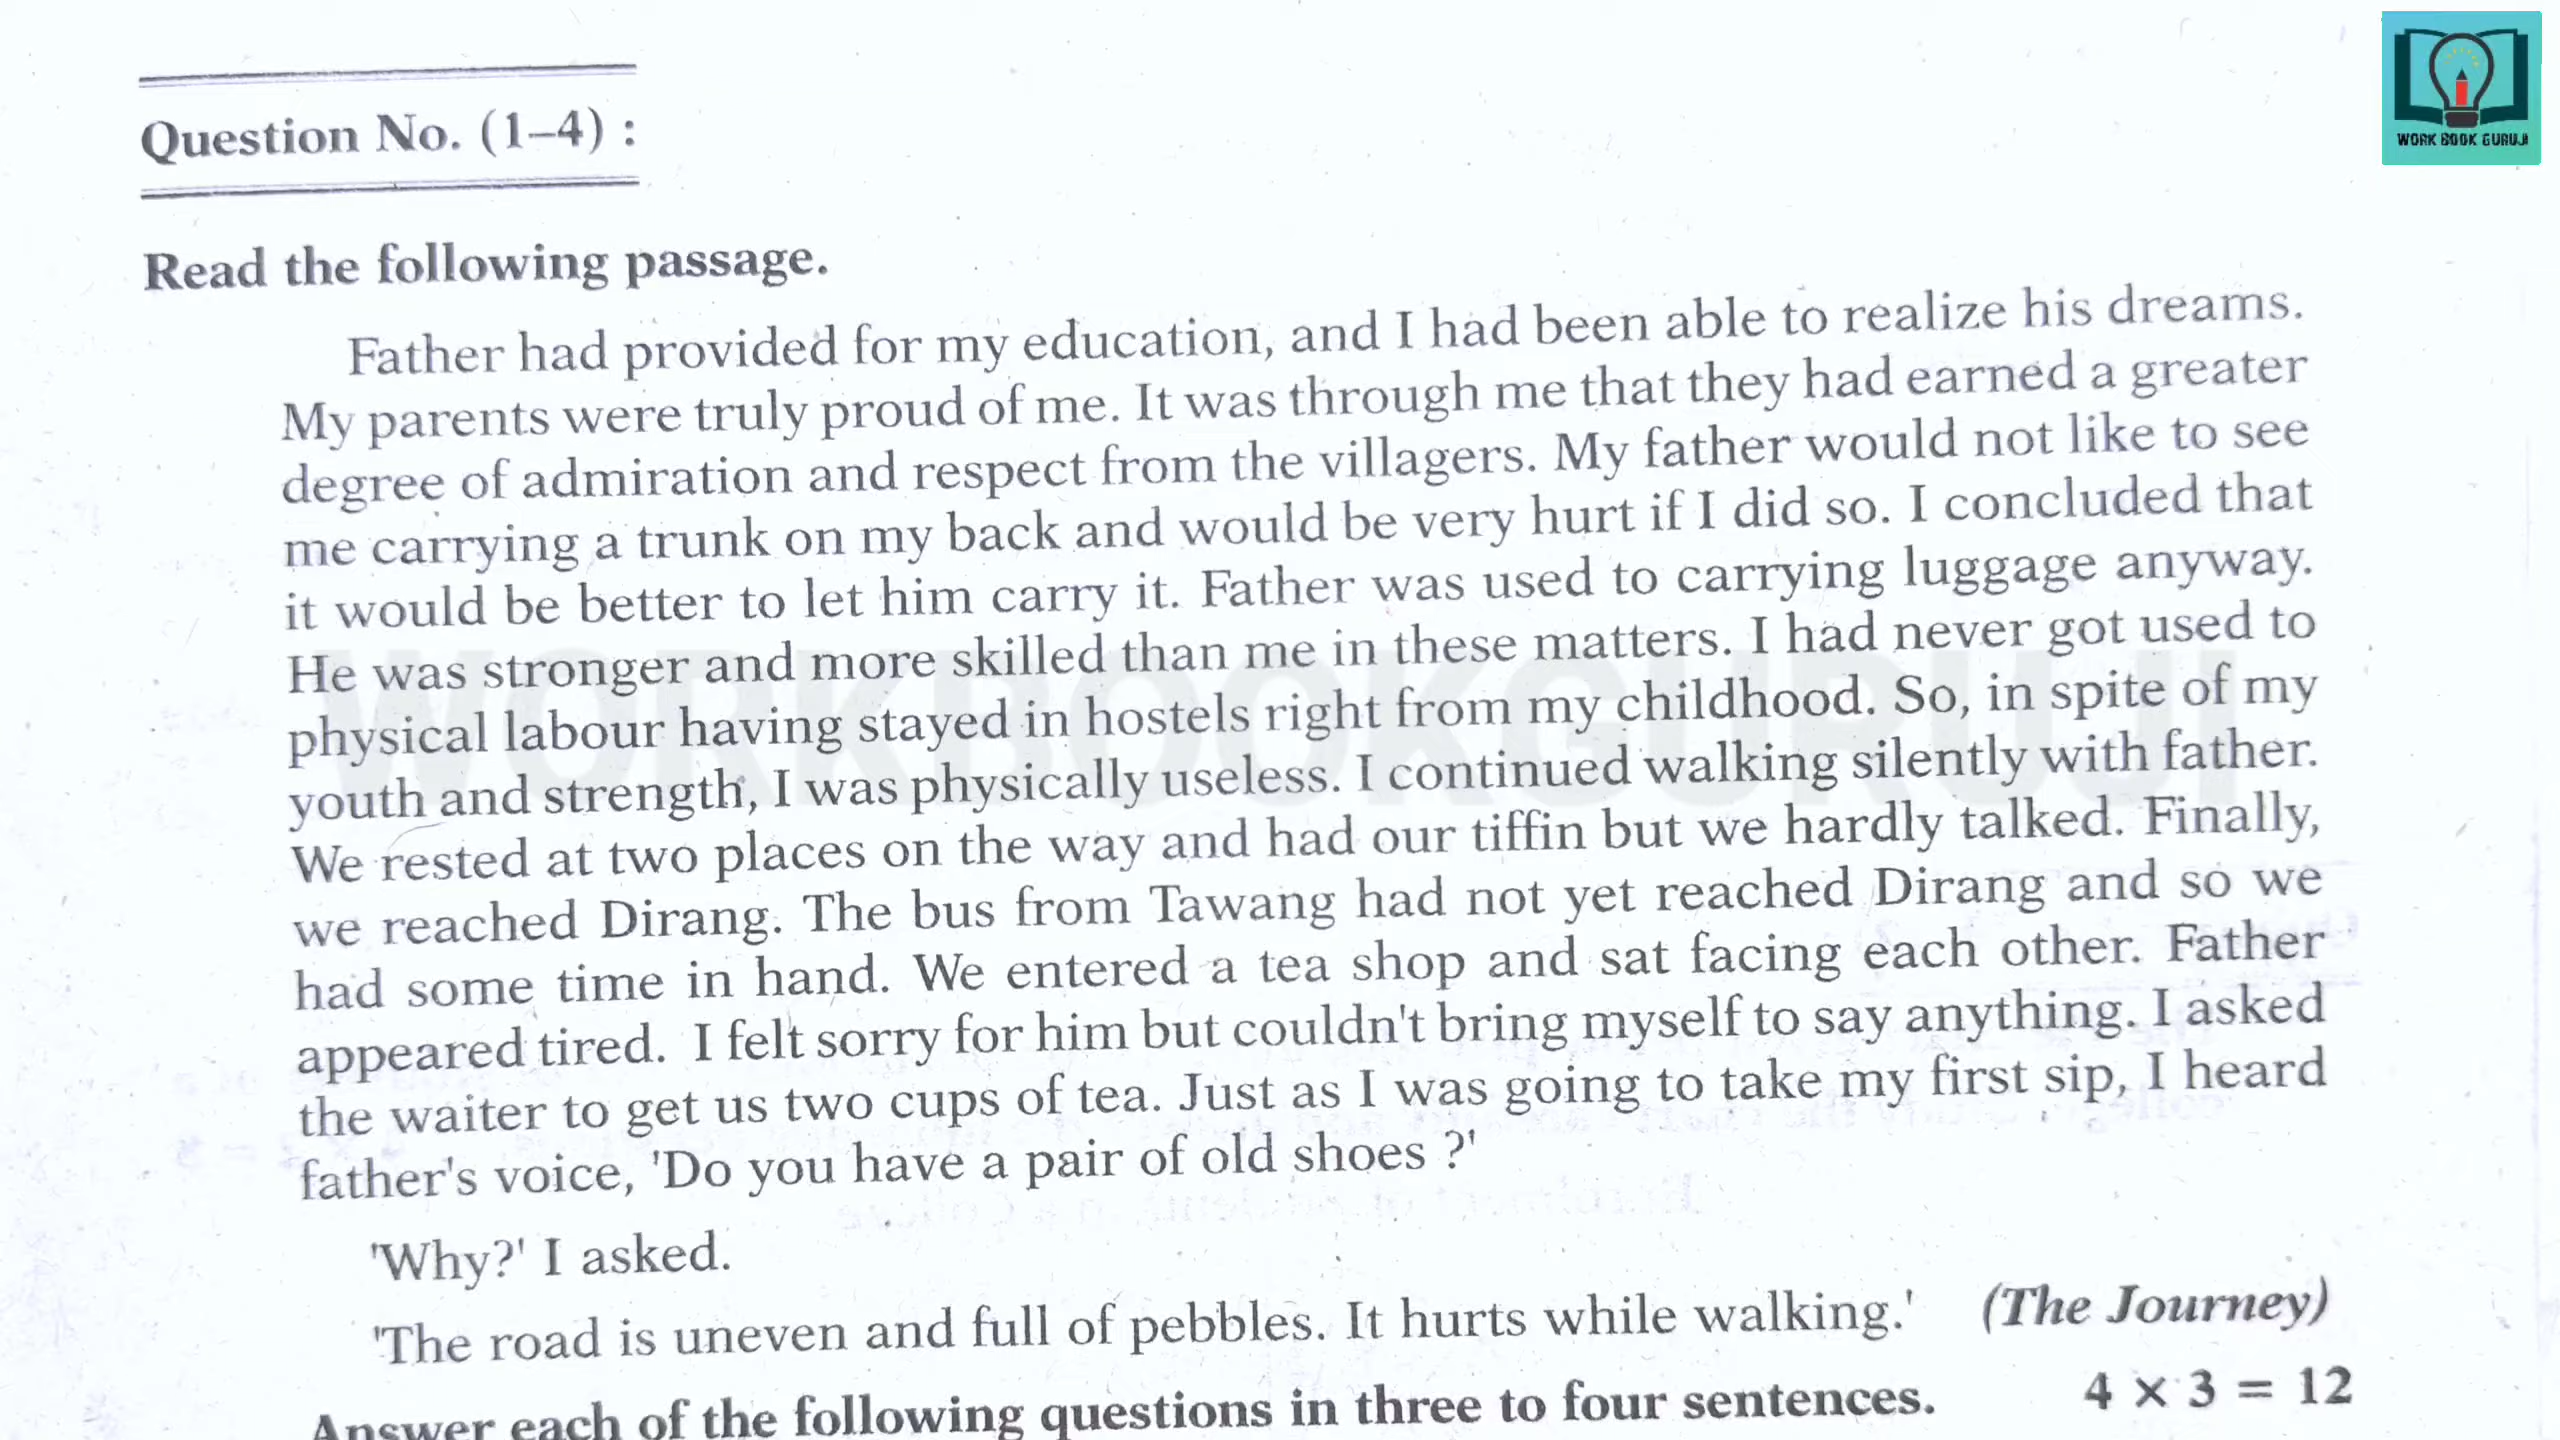 WORK BOOK GURUJI
Question No. (1–4) :
Read the following passage.
Father had provided for my education, and I had been able to realize his dreams.
My parents were truly proud of me. It was through me that they had earned a greater
degree of admiration and respect from the villagers. My father would not like to see
me carrying a trunk on my back and would be very hurt if I did so. I concluded that
it would be better to let him carry it. Father was used to carrying luggage anyway.
He was stronger and more skilled than me in these matters. I had never got used to
physical labour having stayed in hostels right from my childhood. So, in spite of my
youth and strength, I was physically useless. I continued walking silently with father.
We rested at two places on the way and had our tiffin but we hardly talked. Finally,
we reached Dirang. The bus from Tawang had not yet reached Dirang and so we
had some time in hand. We entered a tea shop and sat facing each other. Father
appeared tired. I felt sorry for him but couldn't bring myself to say anything. I asked
the waiter to get us two cups of tea. Just as I was going to take my first sip, I heard
father's voice, 'Do you have a pair of old shoes ?'
'Why?' I asked.
'The road is uneven and full of pebbles. It hurts while walking.' (The Journey)
Answer each of the following questions in three to four sentences. 4 × 3 = 12
WORKBOOKGURUJI